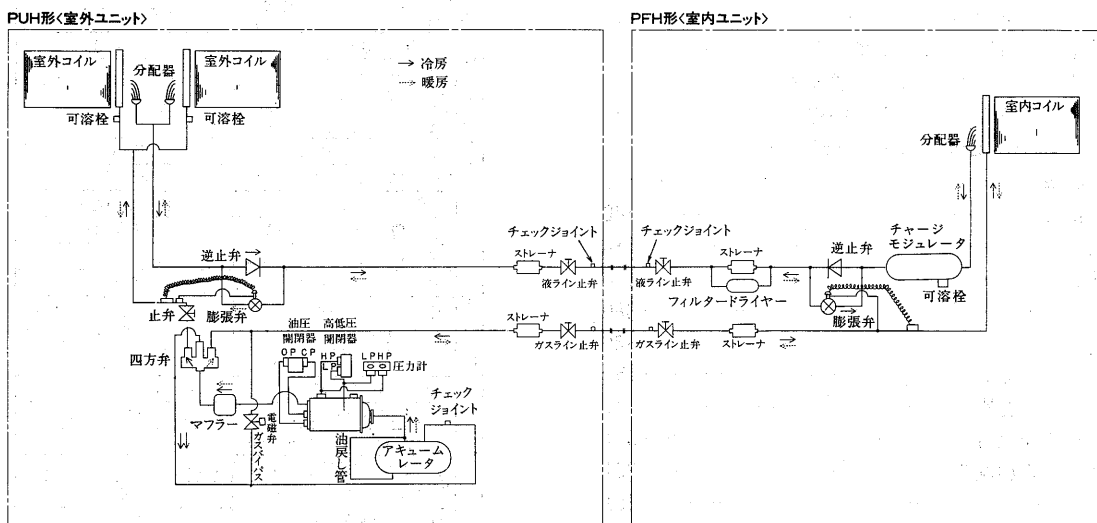 PUH形〈室外ユニット〉
PFH形〈室内ユニット〉
室外コイル
分配器
室外コイル
→ 冷房
⇢ 暖房
可溶栓
可溶栓
室内コイル
分配器
チェックジョイント
チェックジョイント
チャージ
モジュレータ
逆止弁
ストレーナ
ストレーナ
逆止弁
液ライン止弁
液ライン止弁
フィルタードライヤー
可溶栓
止弁
膨張弁
膨張弁
油圧
開閉器
高低圧
開閉器
ストレーナ
ガスライン止弁
ガスライン止弁
ストレーナ
四方弁
OP CP
HP
LP
LPHP
圧力計
チェック
ジョイント
マフラー
電磁弁
ガスバイパス
油戻し管
アキューム
レータ